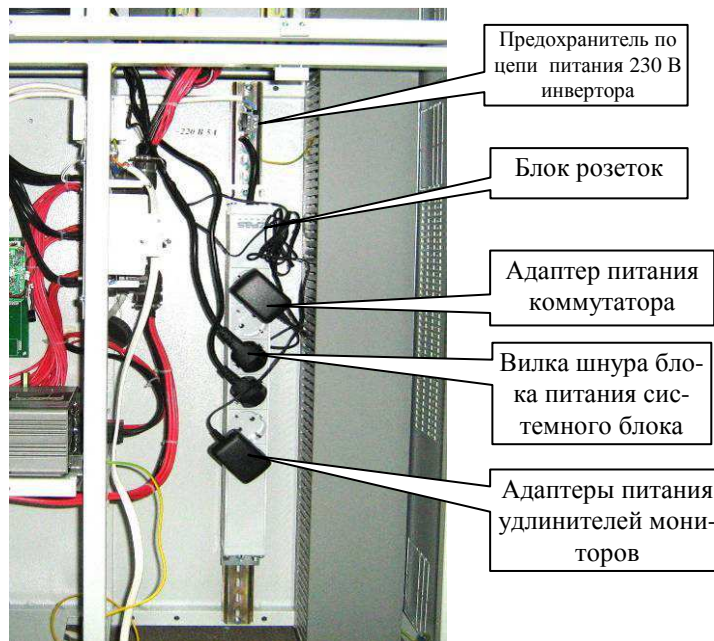 Предохранитель по
цепи питания 230 В
инвертора
~220 В 5А
Блок розеток
Адаптер питания
коммутатора
Вилка шнура бло-
ка питания сис-
темного блока
Адаптеры питания
удлинителей мони-
торов